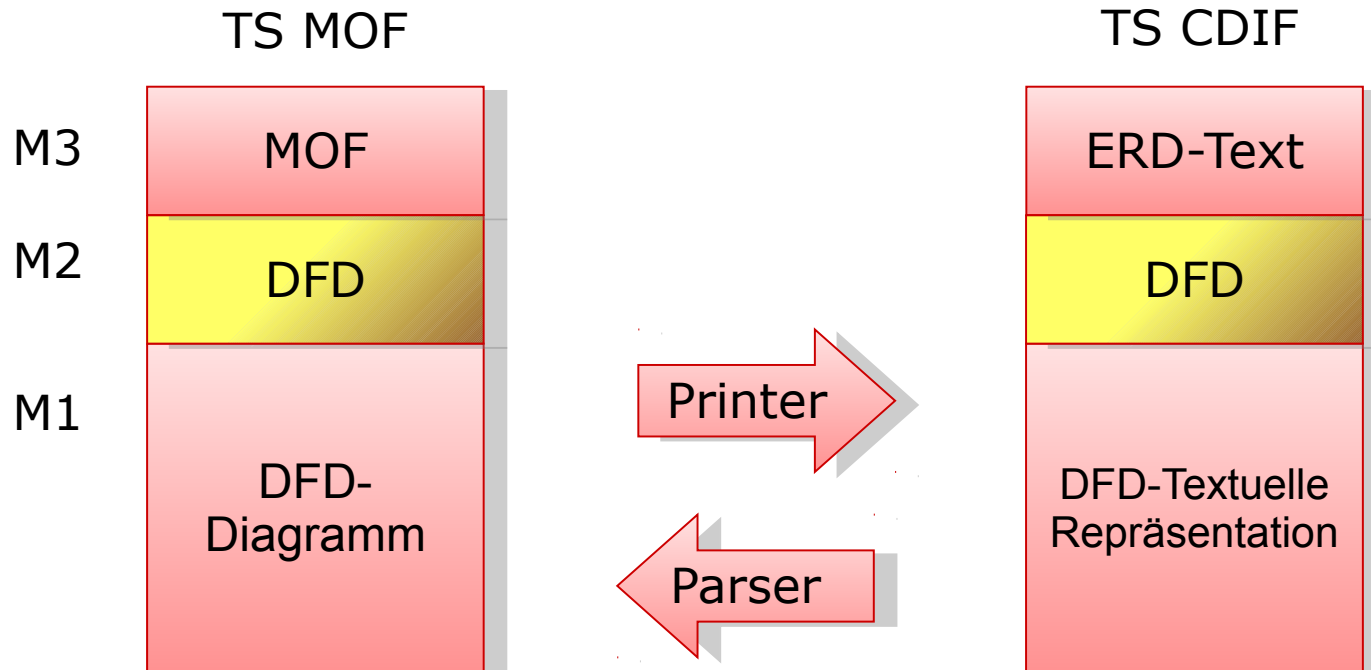 TS MOF
TS CDIF
M3
MOF
ERD-Text
M2
DFD
DFD
M1
Printer
DFD-
Diagramm
DFD-Textuelle
Repräsentation
Parser